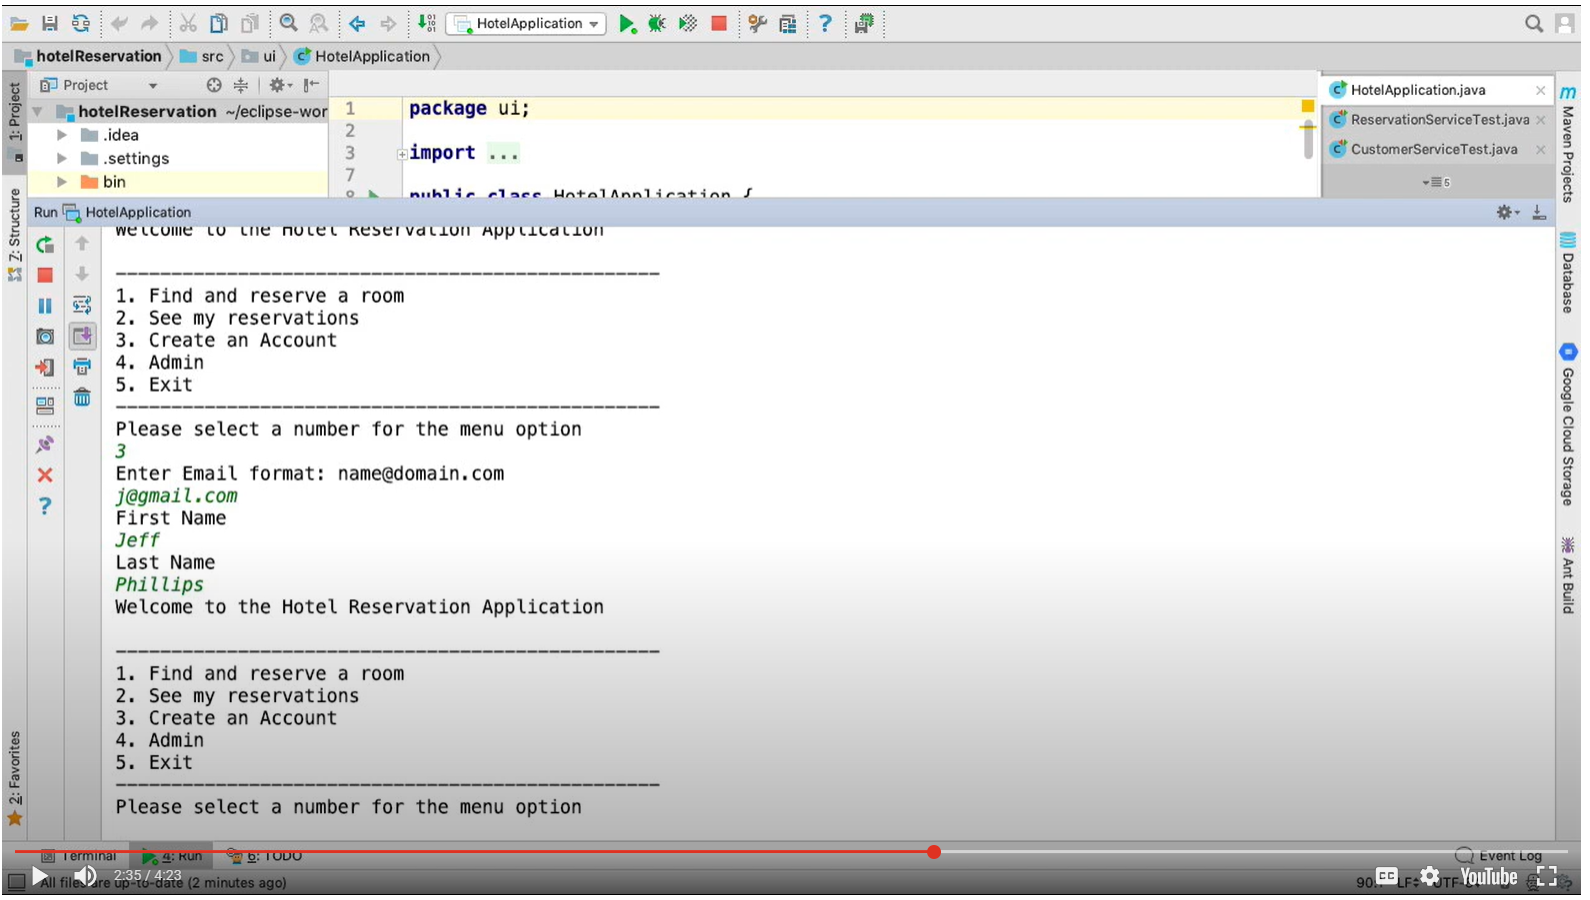 HotelApplication
hotelReservation src ui HotelApplication
Project
hotelReservation ~/eclipse-wor
.idea
.settings
bin
1 package ui;
2
3 import ...
7
8 public class HotelApplication {
HotelApplication.java
ReservationServiceTest.java
CustomerServiceTest.java
5
1: Project
Z: Structure
2: Favorites
m Maven Projects
Database
Google Cloud Storage
Ant Build
Run HotelApplication
Welcome to the Hotel Reservation Application
-------------------------------------------------
1. Find and reserve a room
2. See my reservations
3. Create an Account
4. Admin
5. Exit
-------------------------------------------------
Please select a number for the menu option
3
Enter Email format: name@domain.com
j@gmail.com
First Name
Jeff
Last Name
Phillips
Welcome to the Hotel Reservation Application
-------------------------------------------------
1. Find and reserve a room
2. See my reservations
3. Create an Account
4. Admin
5. Exit
-------------------------------------------------
Please select a number for the menu option
Terminal 4: Run 6: TODO Event Log
2:35 / 4:23 CC YouTube
All files are up-to-date (2 minutes ago)